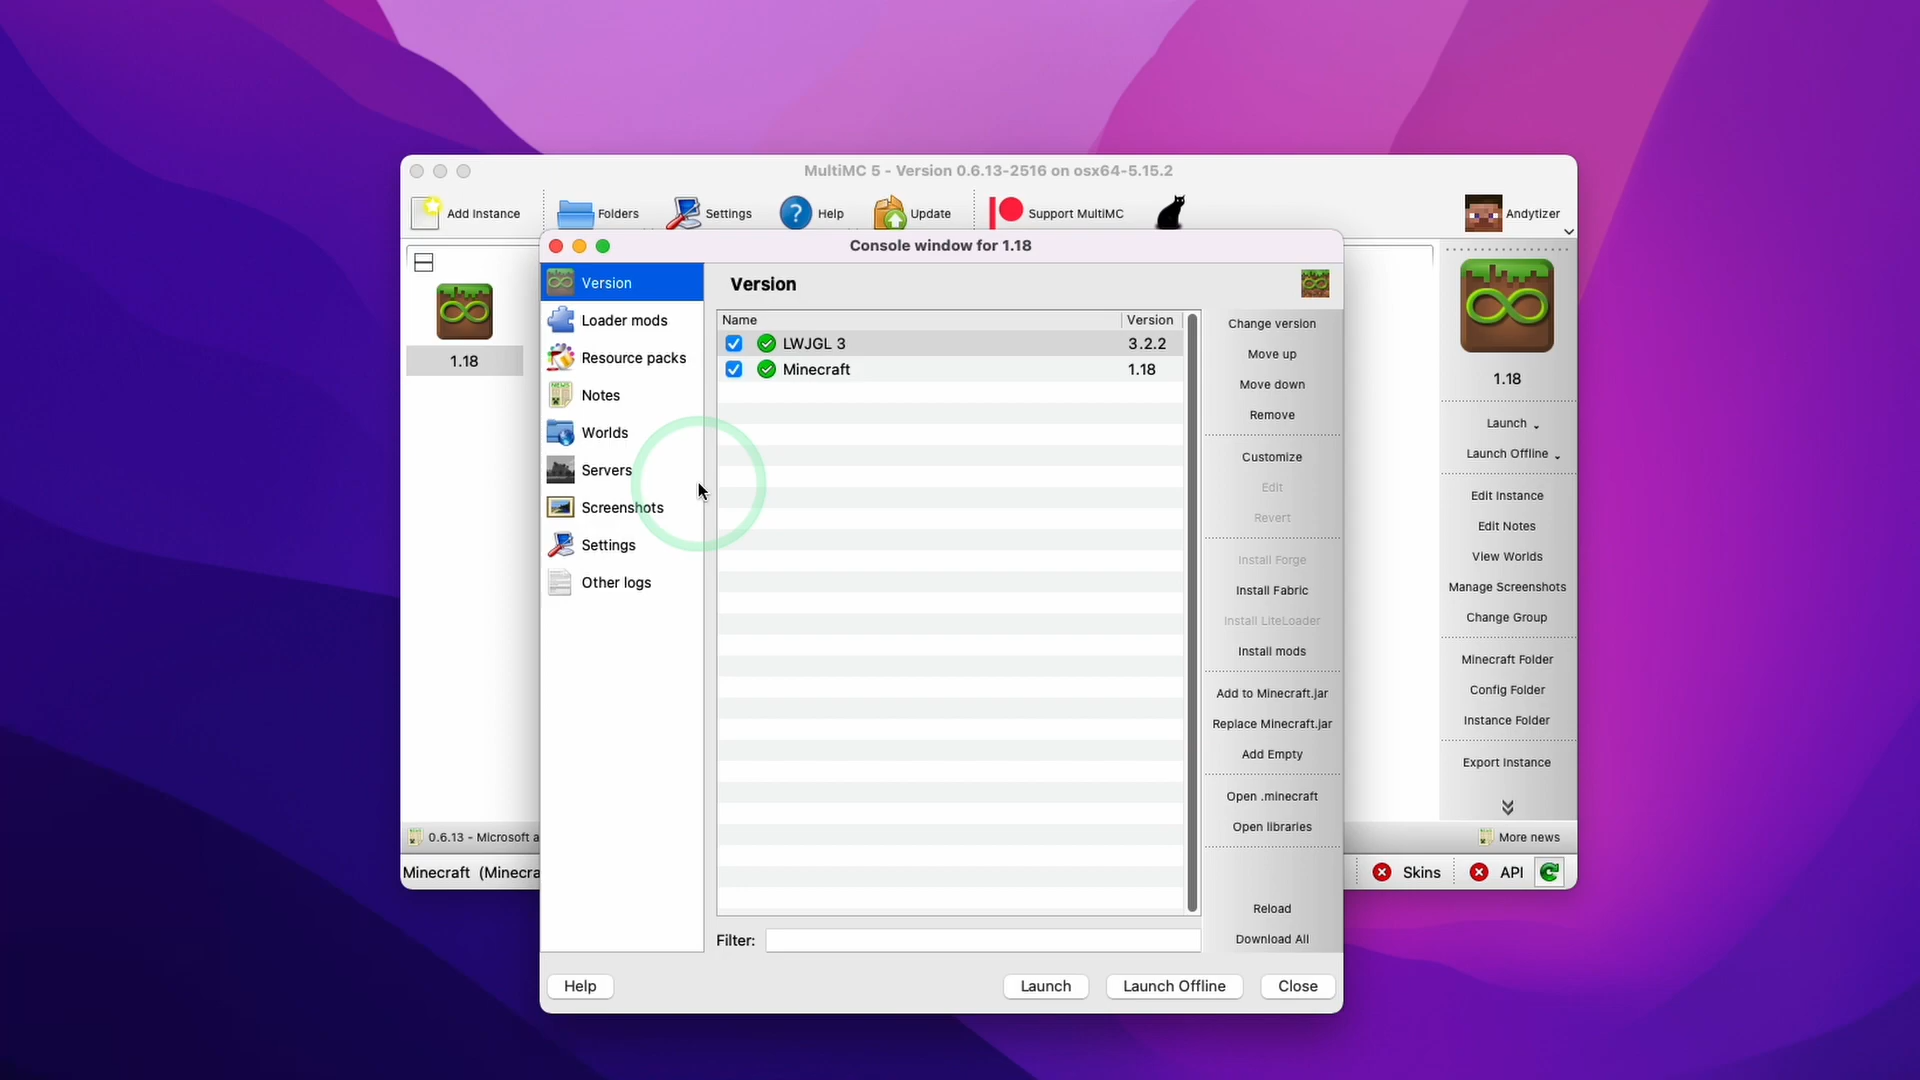 MultiMC 5 - Version 0.6.13-2516 on osx64-5.15.2
Add Instance
Folders
Settings
Help
Update
Support MultiMC
Andytizer
Console window for 1.18
1.18
Version
Loader mods
Resource packs
Notes
Worlds
Servers
Screenshots
Settings
Other logs
Version
Name Version
LWJGL 3 3.2.2
Minecraft 1.18
Filter:
Change version
Move up
Move down
Remove
Customize
Edit
Revert
Install Forge
Install Fabric
Install LiteLoader
Install mods
Add to Minecraft.jar
Replace Minecraft.jar
Add Empty
Open .minecraft
Open libraries
Reload
Download All
Help
Launch
Launch Offline
Close
1.18
Launch
Launch Offline
Edit Instance
Edit Notes
View Worlds
Manage Screenshots
Change Group
Minecraft Folder
Config Folder
Instance Folder
Export Instance
0.6.13 - Microsoft a
More news
Minecraft (Minecra
Skins
API